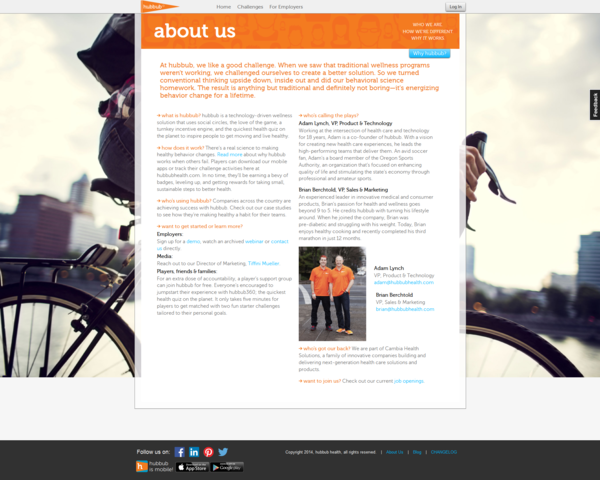 hubbub
Home
Challenges
For Employers
Log In
about us
WHO WE ARE
HOW WE'RE DIFFERENT
WHY IT WORKS
Why hubbub?
At hubbub, we like a good challenge. When we saw that traditional wellness programs
weren't working, we challenged ourselves to create a better solution. So we turned
conventional thinking upside down, inside out and did our behavioral science
homework. The result is anything but traditional and definitely not boring—it's energizing
behavior change for a lifetime.
what is hubbub? hubbub is a technology-driven wellness
solution that uses social circles, the love of the game, a
turnkey incentive engine, and the quickest health quiz on
the planet to inspire people to get moving and live healthy.
how does it work? There's a real science to making
healthy behavior changes. Read more about why hubbub
works when others fail. Players can download our mobile
apps or track their challenge activities here at
hubbubhealth.com. In no time, they'll be earning a bevy of
badges, leveling up, and getting rewards for taking small,
sustainable steps to better health.
who's using hubbub? Companies across the country are
achieving success with hubbub. Check out our case studies
to see how they're making healthy a habit for their teams.
want to get started or learn more?
Employers:
Sign up for a demo, watch an archived webinar or contact
us directly.
Media:
Reach out to our Director of Marketing, Tiffini Mueller.
Players, friends & families:
For an extra dose of accountability, a player's support group
can join hubbub for free. Everyone's encouraged to
jumpstart their experience with hubbub360, the quickest
health quiz on the planet. It only takes five minutes for
players to get matched with two fun starter challenges
tailored to their personal goals.
who's calling the plays?
Adam Lynch, VP, Product & Technology
Working at the intersection of health care and technology
for 18 years, Adam is a co-founder of hubbub. With a vision
for creating new health care experiences, he leads the
high-performing teams that deliver them. An avid soccer
fan, Adam's a board member of the Oregon Sports
Authority, an organization that's focused on enhancing
quality of life and stimulating the state's economy through
professional and amateur sports.
Brian Berchtold, VP, Sales & Marketing
An experienced leader in innovative medical and consumer
products, Brian's passion for health and wellness goes
beyond 9 to 5. He credits hubbub with turning his lifestyle
around. When he joined the company, Brian was
pre-diabetic and struggling with his weight. Today, Brian
enjoys healthy cooking and recently completed his third
marathon in just 12 months.
Adam Lynch
VP, Product & Technology
adam@hubbubhealth.com
Brian Berchtold
VP, Sales & Marketing
brian@hubbubhealth.com
who's got our back? We are part of Cambia Health
Solutions, a family of innovative companies building and
delivering next-generation health care solutions and
products.
want to join us? Check out our current job openings.
Feedback
Follow us on:
Copyright 2014, hubbub health, all rights reserved. | About Us | Blog | CHANGELOG
h.
hubbub
is mobile!
App Store
Google Play